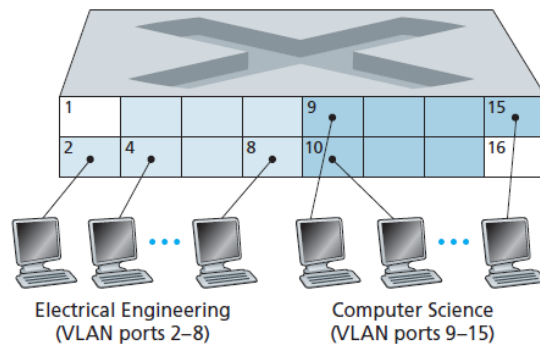 1 9 15
2 4 8 10 16
Electrical Engineering
(VLAN ports 2–8)
Computer Science
(VLAN ports 9–15)